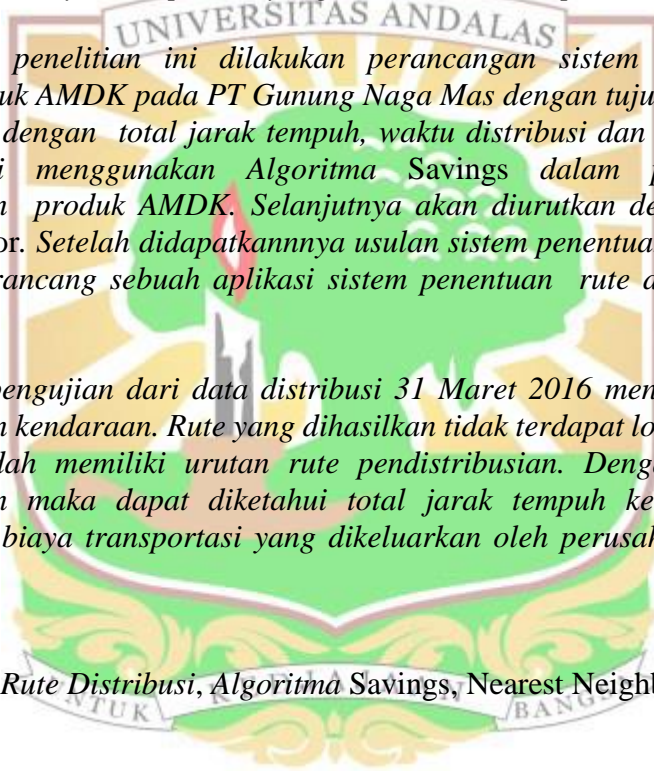 UNIVERSITAS ANDALAS
penelitian ini dilakukan perancangan sistem
uk AMDK pada PT Gunung Naga Mas dengan tuju
dengan total jarak tempuh, waktu distribusi dan
i menggunakan Algoritma Savings dalam p
n produk AMDK. Selanjutnya akan diurutkan de
or. Setelah didapatkannnya usulan sistem penentua
rancang sebuah aplikasi sistem penentuan rute d
pengujian dari data distribusi 31 Maret 2016 men
n kendaraan. Rute yang dihasilkan tidak terdapat lo
lah memiliki urutan rute pendistribusian. Deng
n maka dapat diketahui total jarak tempuh ke
biaya transportasi yang dikeluarkan oleh perusah
Rute Distribusi, Algoritma Savings, Nearest Neighb
UNTUK KEDJAJAAN BANGSA